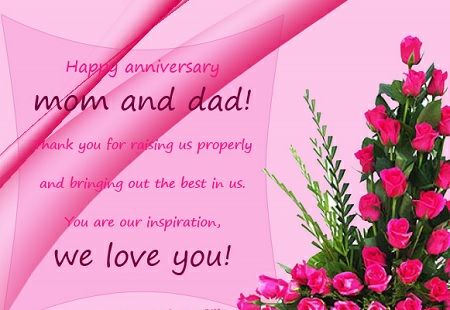 Happy anniversary
mom and dad!
Thank you for raising us properly
and bringing out the best in us.
You are our inspiration,
we love you!